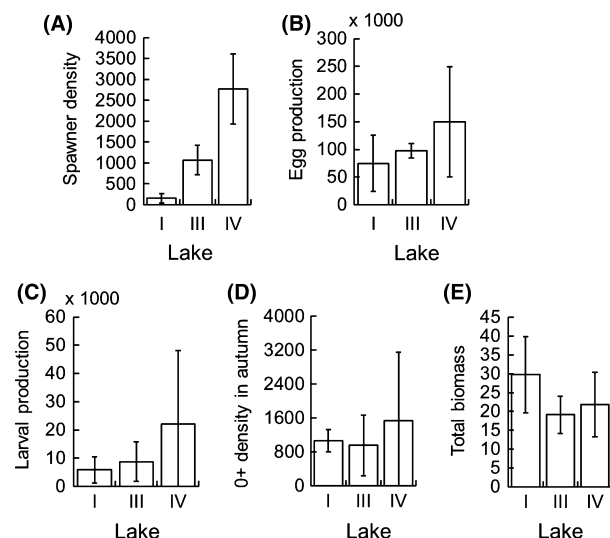 (A)
Spawner density
4000
3500
3000
2500
2000
1500
1000
500
0
I III IV
Lake
(B) x 1000
Egg production
300
250
200
150
100
50
0
I III IV
Lake
(C) x 1000
Larval production
60
50
40
30
20
10
0
I III IV
Lake
(D)
0+ density in autumn
4000
3200
2400
1600
800
0
I III IV
Lake
(E)
Total biomass
45
40
35
30
25
20
15
10
5
0
I III IV
Lake